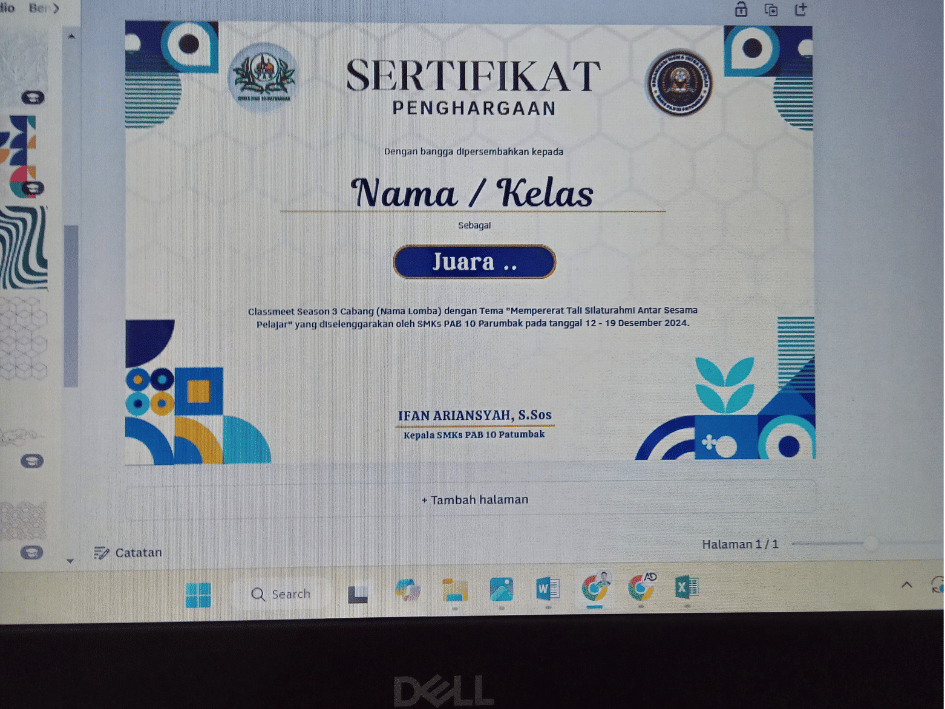 Ber
SERTIFIKAT
PENGHARGAAN
Dengan bangga dipersembahkan kepada
Nama / Kelas
Sebagai
Juara ..
Classmeet Season 3 Cabang (Nama Lomba) dengan Tema "Mempererat Tali Silaturahmi Antar Sesama
Pelajar" yang diselenggarakan oleh SMKs PAB 10 Parumbak pada tanggal 12 - 19 Desember 2024.
IFAN ARIANSYAH, S.Sos
Kepala SMKs PAB 10 Patumbak
+ Tambah halaman
Halaman 1 / 1
Catatan
Search
AD
DELL